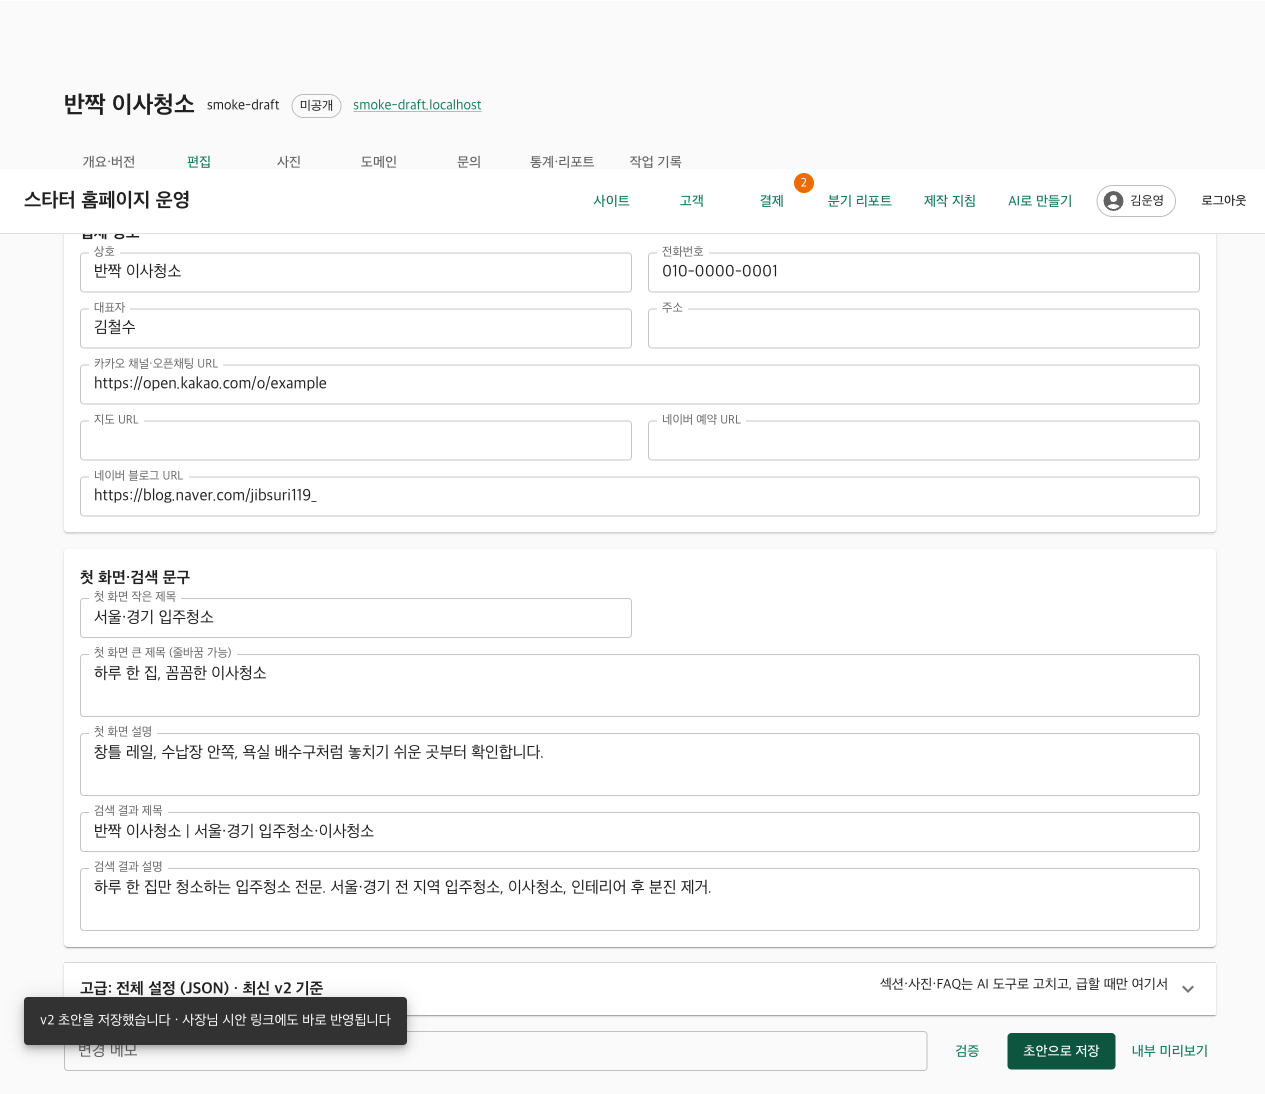 반짝 이사청소 smoke-draft 미공개 smoke-draft.localhost
개요·버전 편집 사진 도메인 문의 통계·리포트 작업 기록
스타터 홈페이지 운영 사이트 고객 결제 2 분기 리포트 제작 지침 AI로 만들기 김운영 로그아웃
상호 전화번호
반짝 이사청소 010-0000-0001
대표자 주소
김철수
카카오 채널·오픈채팅 URL
https://open.kakao.com/o/example
지도 URL 네이버 예약 URL
네이버 블로그 URL
https://blog.naver.com/jibsuri119_
첫 화면·검색 문구
첫 화면 작은 제목
서울·경기 입주청소
첫 화면 큰 제목 (줄바꿈 가능)
하루 한 집, 꼼꼼한 이사청소
첫 화면 설명
창틀 레일, 수납장 안쪽, 욕실 배수구처럼 놓치기 쉬운 곳부터 확인합니다.
검색 결과 제목
반짝 이사청소 | 서울·경기 입주청소·이사청소
검색 결과 설명
하루 한 집만 청소하는 입주청소 전문. 서울·경기 전 지역 입주청소, 이사청소, 인테리어 후 분진 제거.
고급: 전체 설정 (JSON) · 최신 v2 기준 섹션·사진·FAQ는 AI 도구로 고치고, 급할 때만 여기서
v2 초안을 저장했습니다 · 사장님 시안 링크에도 바로 반영됩니다
변경 메모 검증 초안으로 저장 내부 미리보기